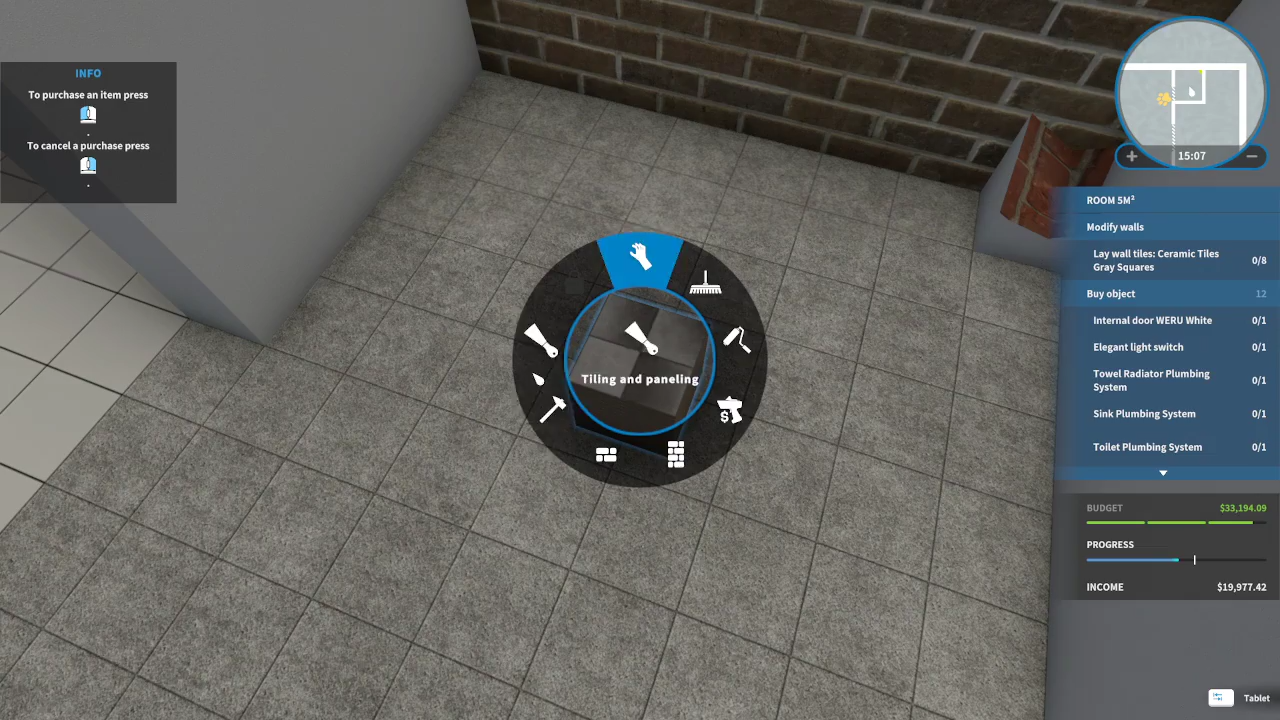 INFO
To purchase an item press
.
To cancel a purchase press
.
Tiling and paneling
$
+ 15:07 −
ROOM 5M²
Modify walls
Lay wall tiles: Ceramic Tiles
Gray Squares 0/8
Buy object 12
Internal door WERU White 0/1
Elegant light switch 0/1
Towel Radiator Plumbing
System 0/1
Sink Plumbing System 0/1
Toilet Plumbing System 0/1
BUDGET $33,194.09
PROGRESS
INCOME $19,977.42
Tablet